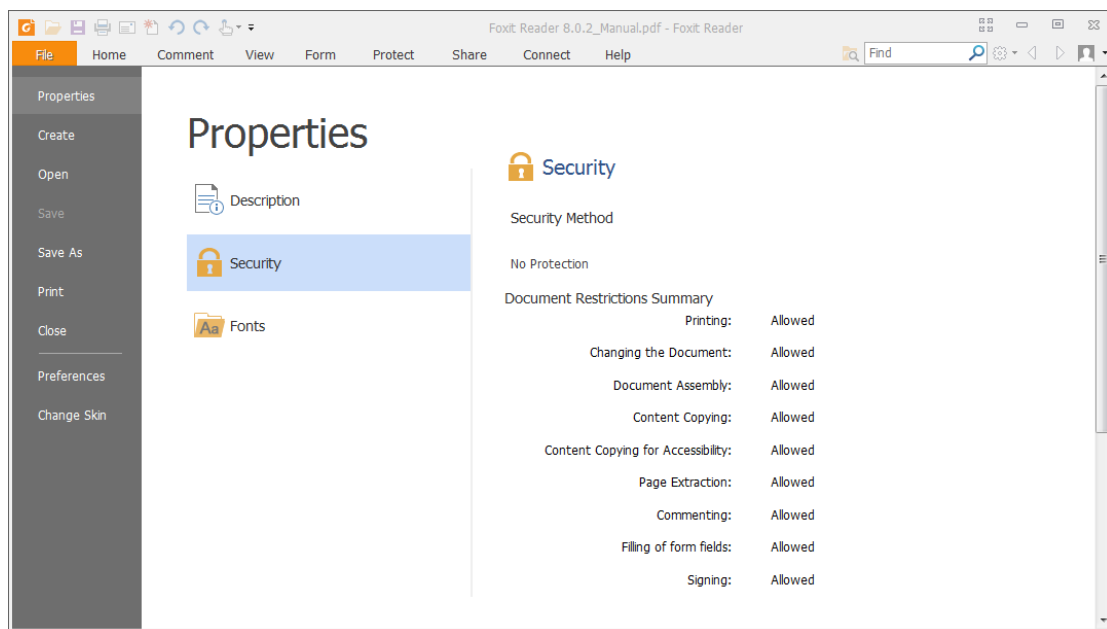 Foxit Reader 8.0.2_Manual.pdf - Foxit Reader
File Home Comment View Form Protect Share Connect Help Find
Properties
Create
Open
Save
Save As
Print
Close
Preferences
Change Skin
Properties
Description
Security
Aa Fonts
Security
Security Method
No Protection
Document Restrictions Summary
Printing: Allowed
Changing the Document: Allowed
Document Assembly: Allowed
Content Copying: Allowed
Content Copying for Accessibility: Allowed
Page Extraction: Allowed
Commenting: Allowed
Filling of form fields: Allowed
Signing: Allowed